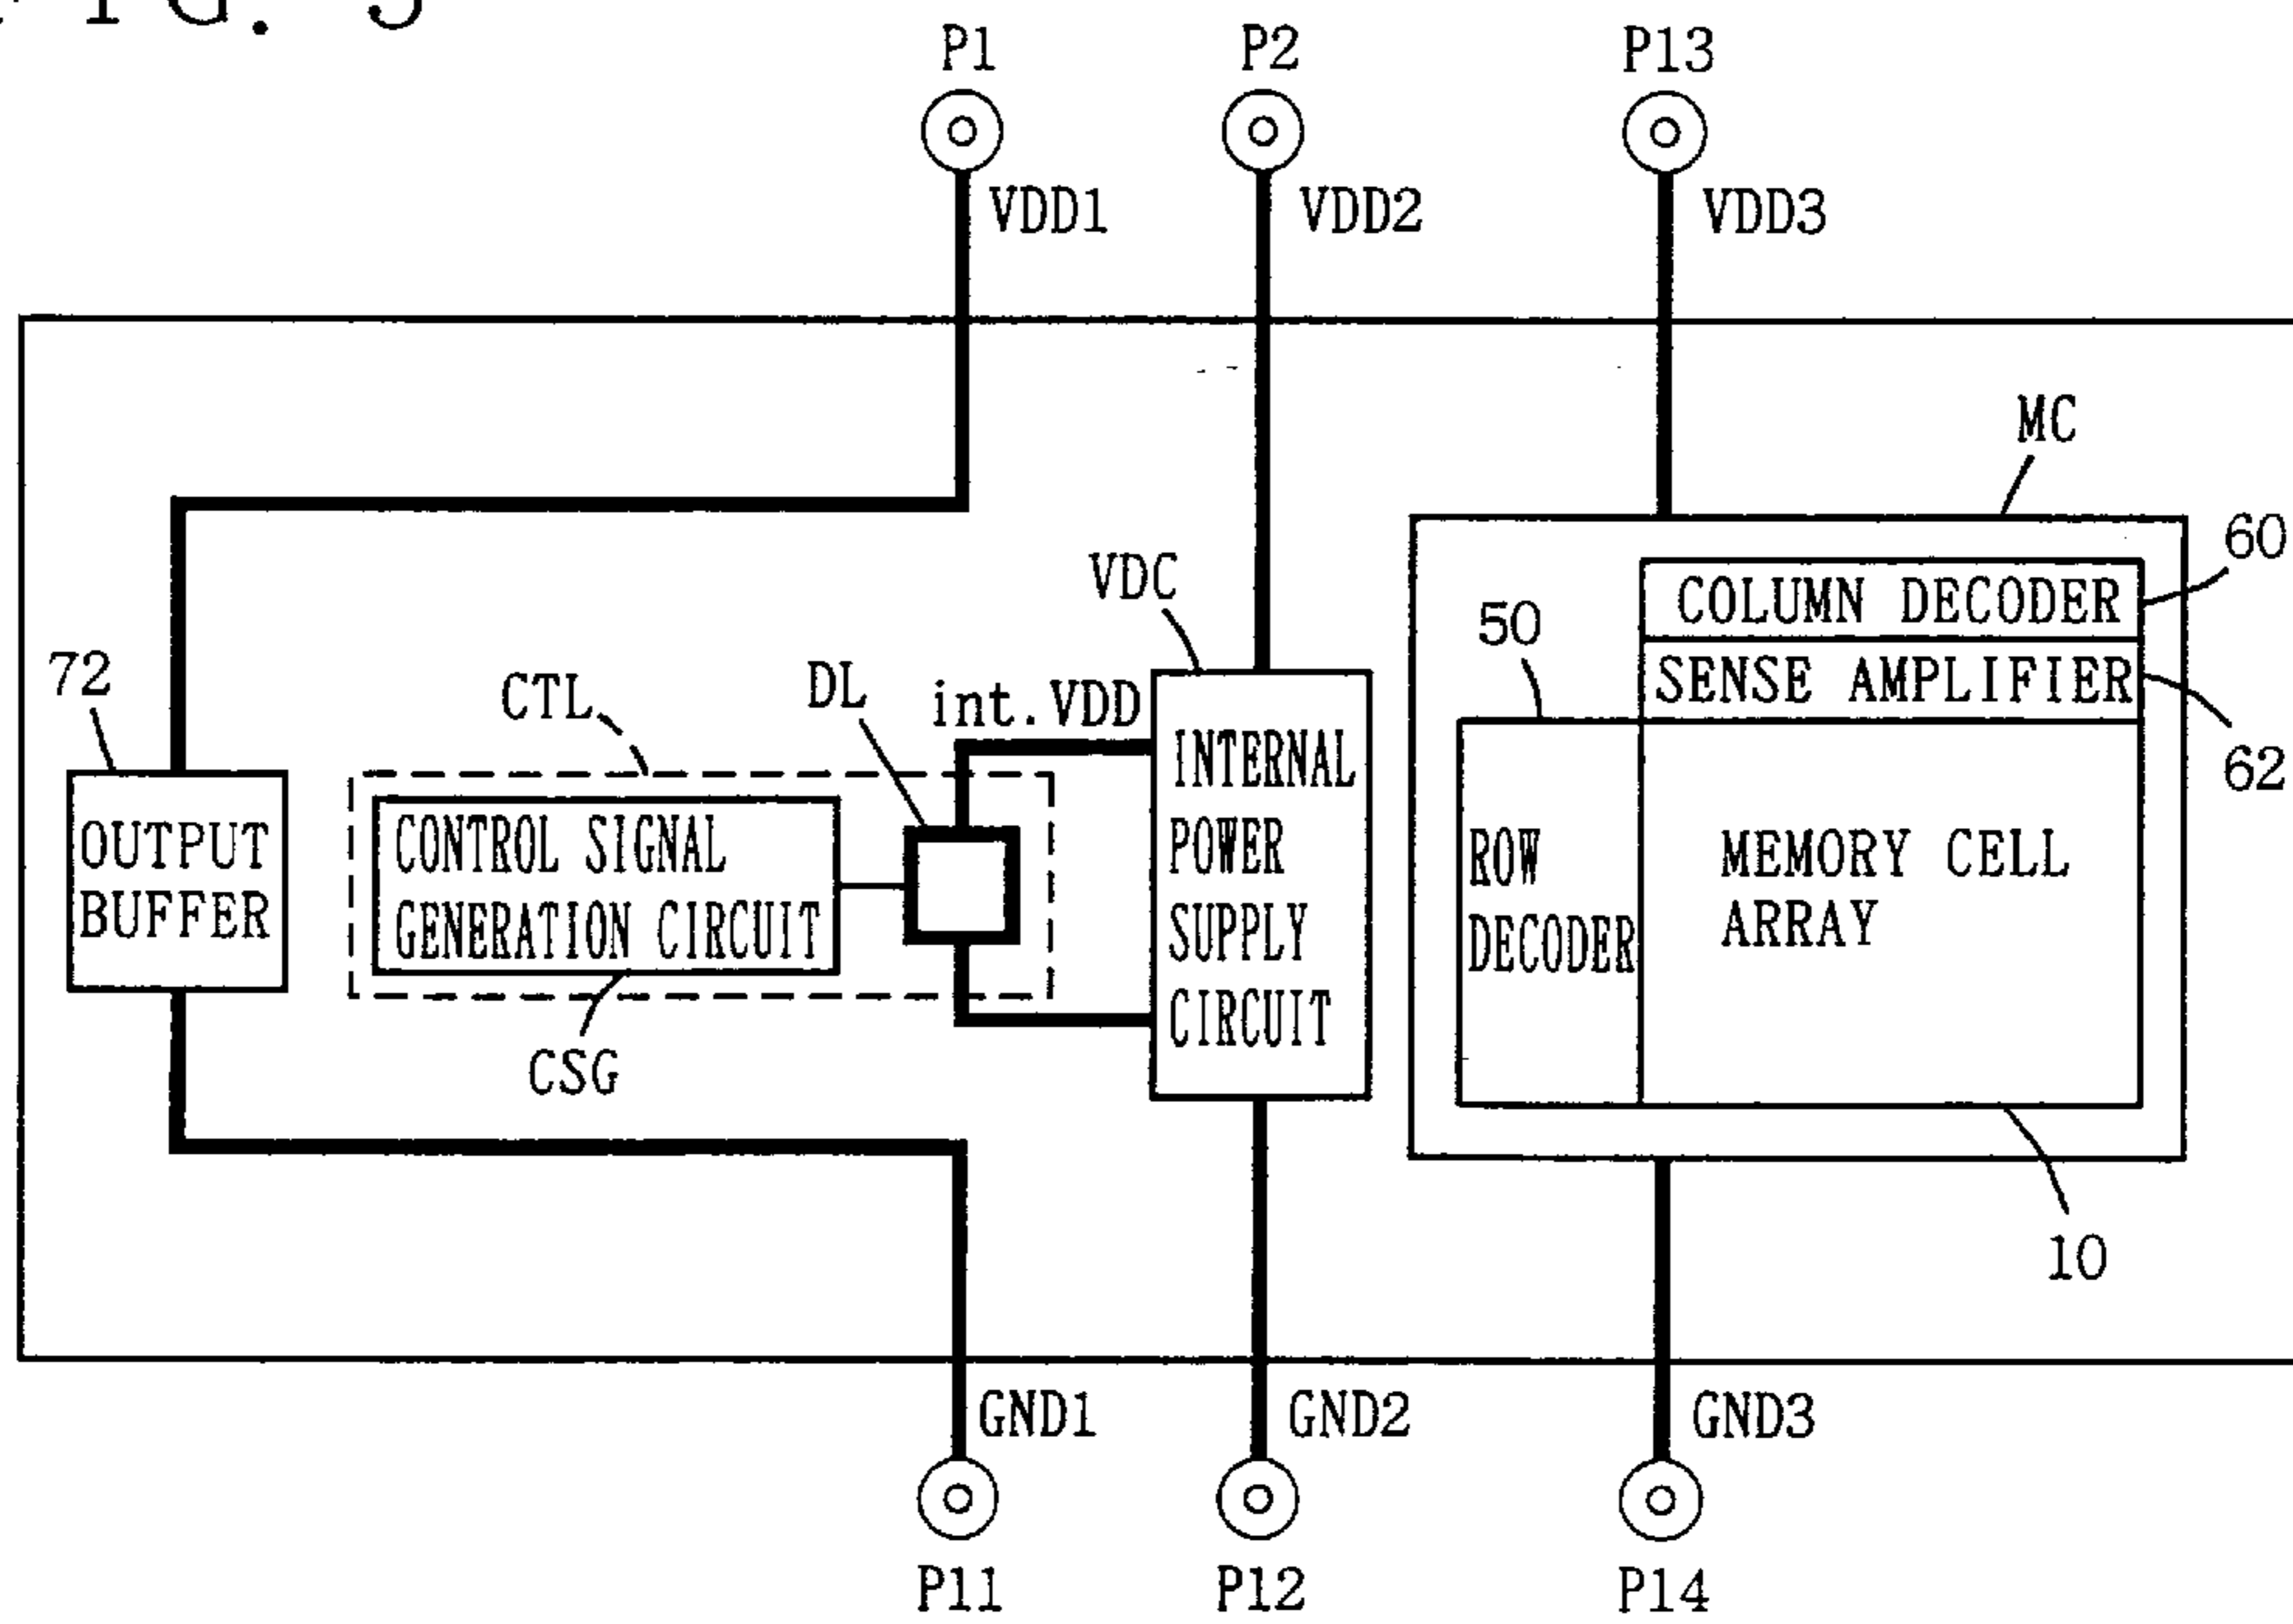 FIG. 3
P1 P2 P13
VDD1 VDD2 VDD3
MC
60
VDC
50
COLUMN DECODER
SENSE AMPLIFIER
62
72
CTL
DL
int.VDD
OUTPUT
BUFFER
CONTROL SIGNAL
GENERATION CIRCUIT
CSG
INTERNAL
POWER
SUPPLY
CIRCUIT
ROW
DECODER
MEMORY CELL
ARRAY
10
GND1 GND2 GND3
P11 P12 P14